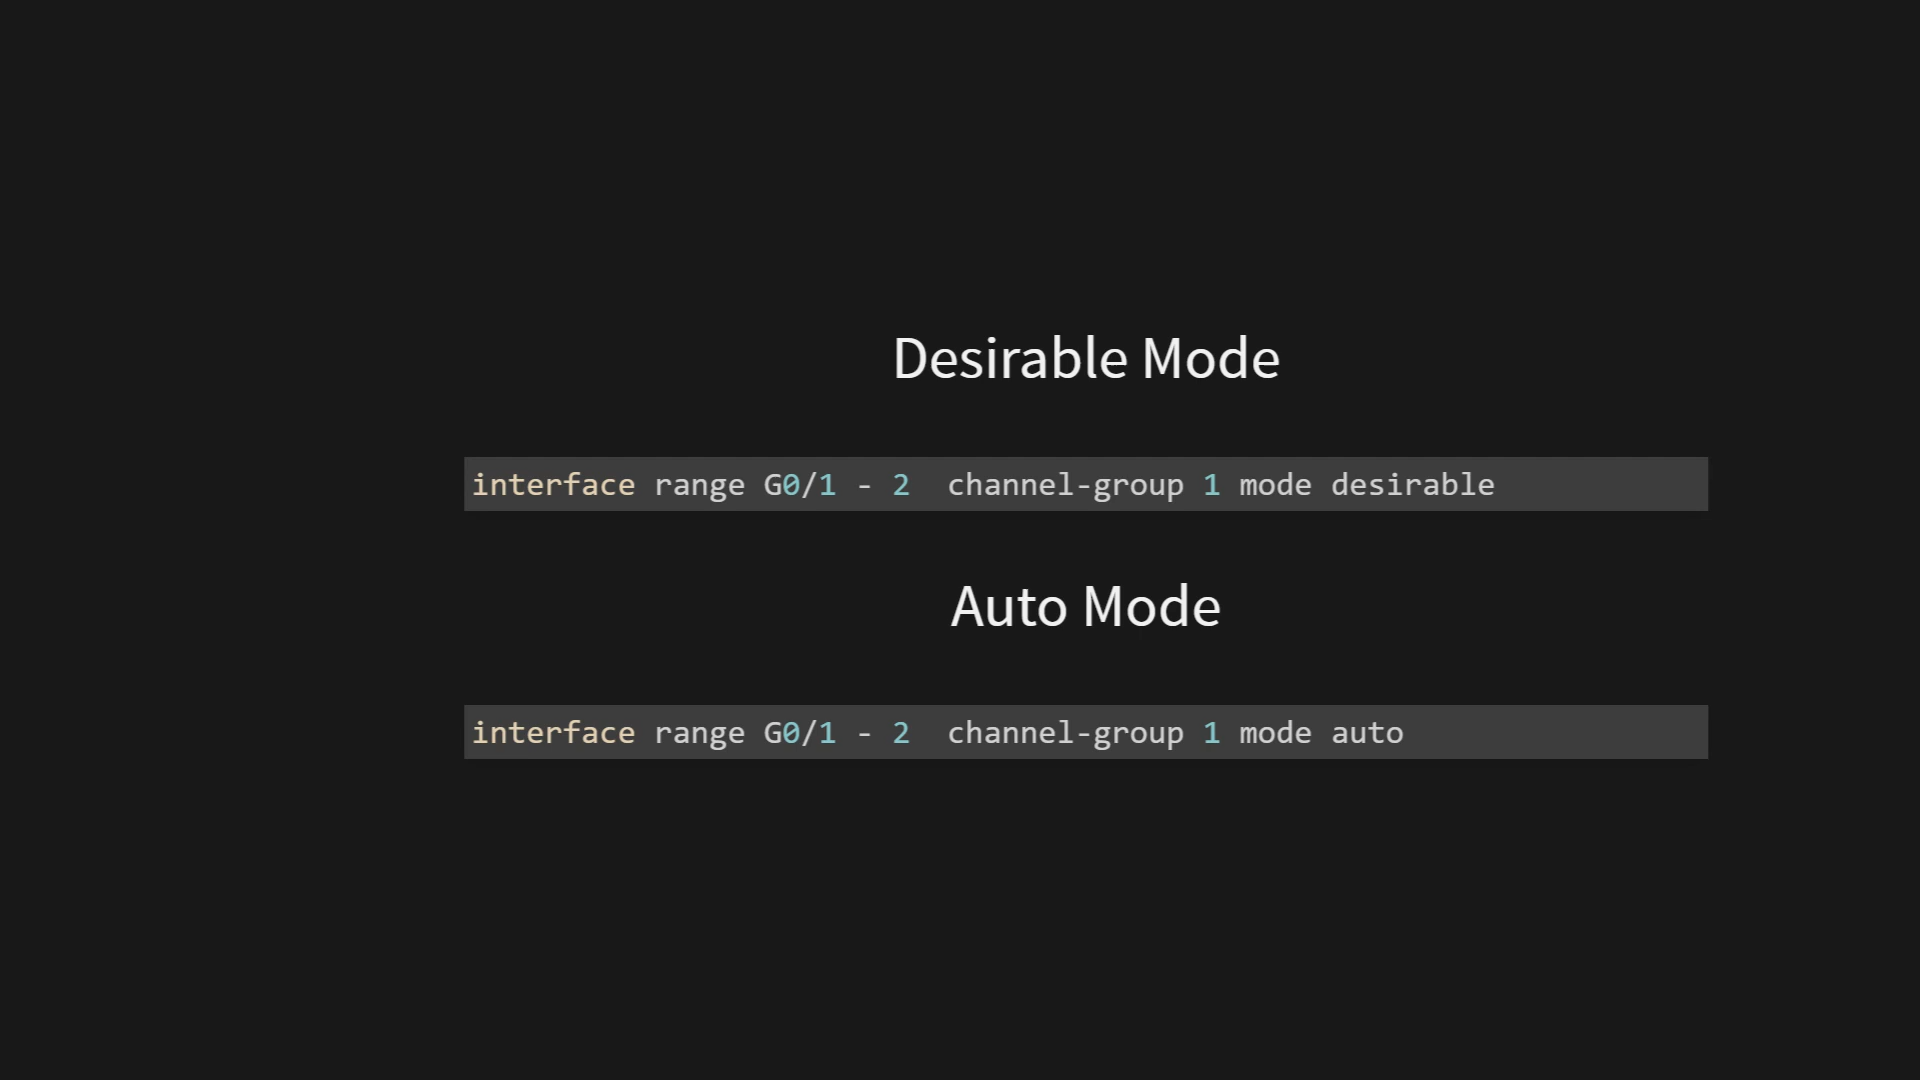 Desirable Mode
interface range G0/1 - 2  channel-group 1 mode desirable
Auto Mode
interface range G0/1 - 2  channel-group 1 mode auto